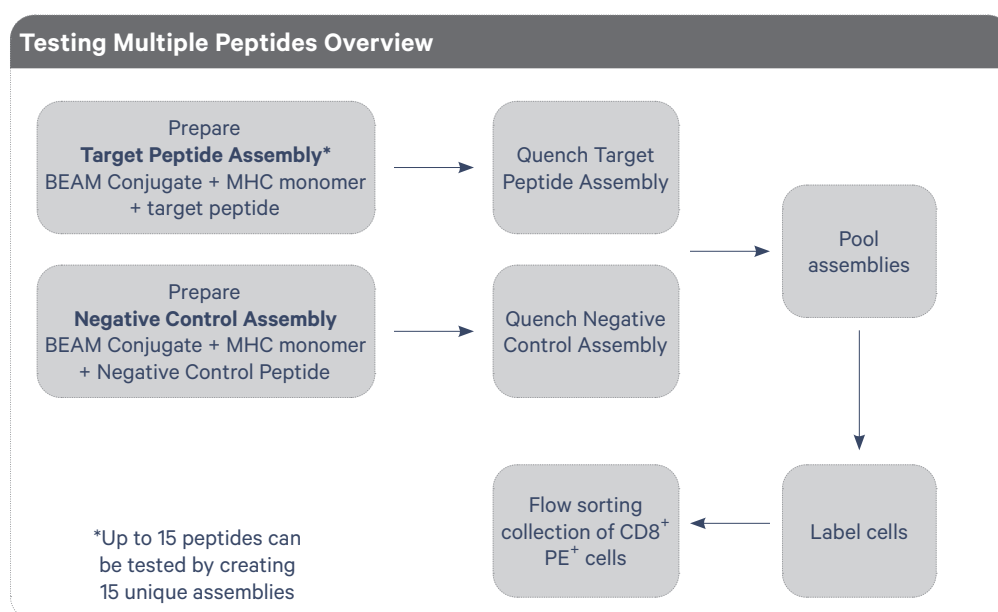 Testing Multiple Peptides Overview
Prepare
Target Peptide Assembly*
BEAM Conjugate + MHC monomer
+ target peptide
Quench Target
Peptide Assembly
Prepare
Negative Control Assembly
BEAM Conjugate + MHC monomer
+ Negative Control Peptide
Quench Negative
Control Assembly
Pool
assemblies
Label cells
Flow sorting
collection of CD8+
PE+ cells
*Up to 15 peptides can
be tested by creating
15 unique assemblies